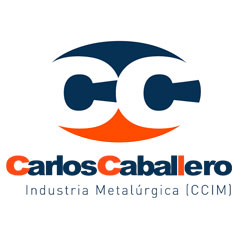 CC
CarlosCaballero
Industria Metalúrgica (CCIM)